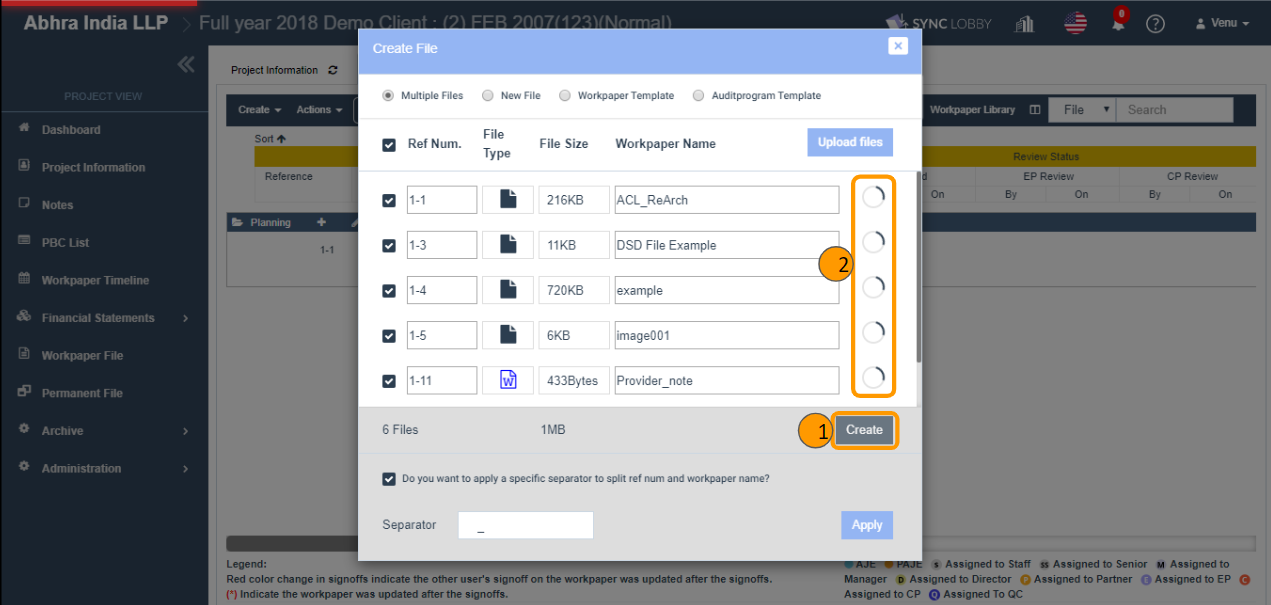 Abhra India LLP > Full year 2018 Demo Client : (2) FEB 2007(123)(Normal)
SYNC LOBBY
0
?
Venu
Project Information
PROJECT VIEW
Dashboard
Project Information
Notes
PBC List
Workpaper Timeline
Financial Statements
Workpaper File
Permanent File
Archive
Administration
Create Actions
Workpaper Library File Search
Sort
Review Status
Reference
EP Review CP Review
On By On By On
Planning
1-1
Create File
Multiple Files New File Workpaper Template Auditprogram Template
Ref Num. File Type File Size Workpaper Name Upload files
1-1 216KB ACL_ReArch
1-3 11KB DSD File Example
2
1-4 720KB example
1-5 6KB image001
1-11 W 433Bytes Provider_note
6 Files 1MB 1 Create
Do you want to apply a specific separator to split ref num and workpaper name?
Separator _ Apply
Legend:
Red color change in signoffs indicate the other user's signoff on the workpaper was updated after the signoffs.
(*) Indicate the workpaper was updated after the signoffs.
AJE PAJE S Assigned to Staff SS Assigned to Senior M Assigned to
Manager D Assigned to Director P Assigned to Partner E Assigned to EP C
Assigned to CP Q Assigned To QC